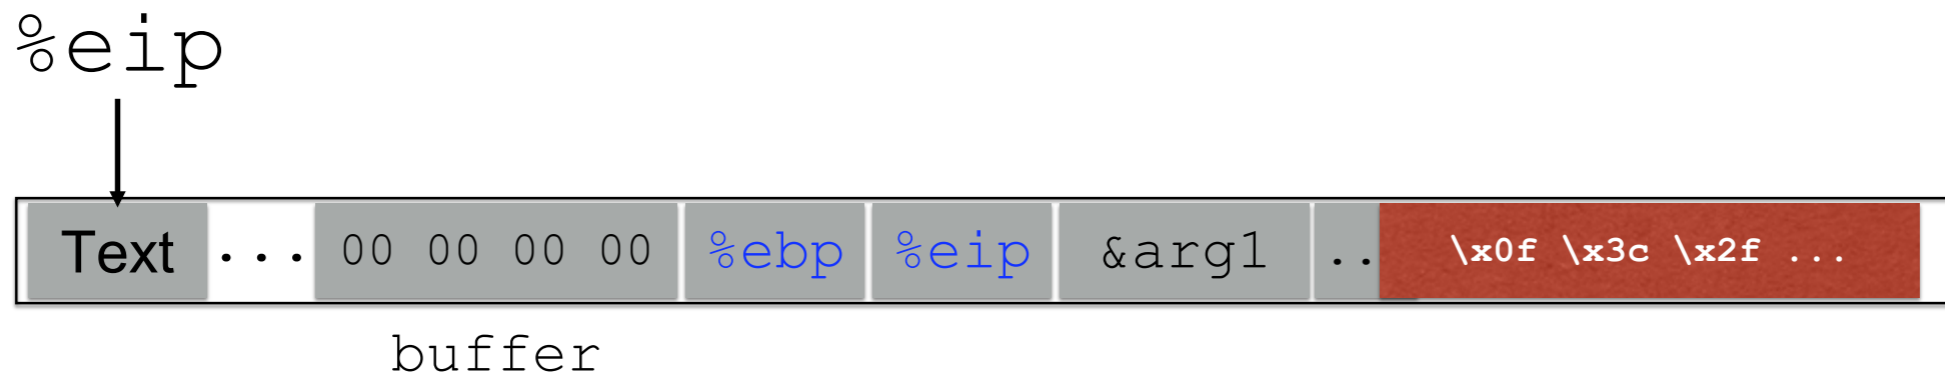 %eip
Text ... 00 00 00 00 %ebp %eip &arg1 .. \x0f \x3c \x2f ...
buffer